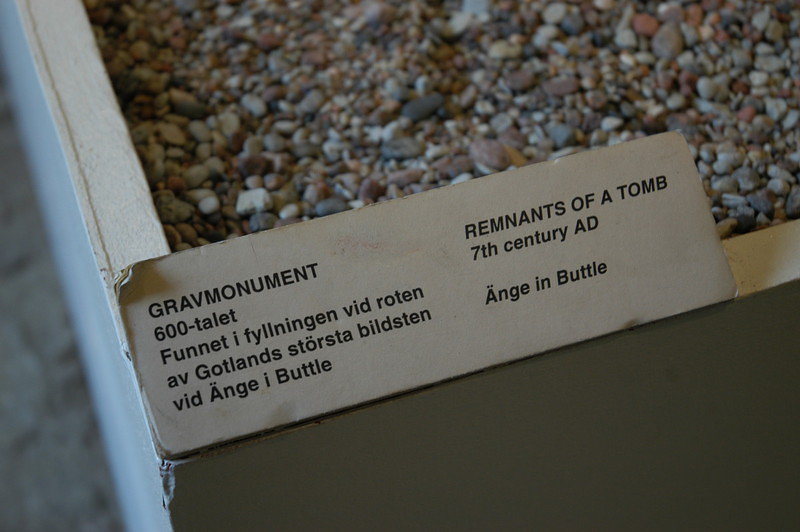 GRAVMONUMENT
600-talet
Funnet i fyllningen vid roten
av Gotlands största bildsten
vid Änge i Buttle
REMNANTS OF A TOMB
7th century AD
Änge in Buttle